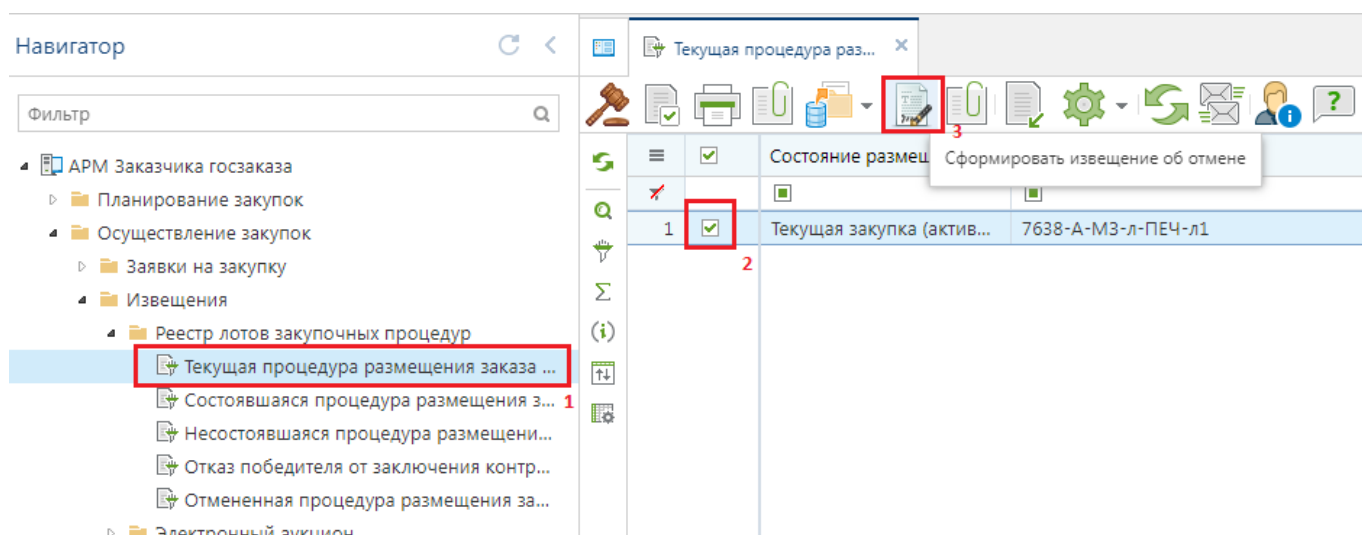 Навигатор
Текущая процедура раз...
Фильтр
3
Сформировать извещение об отмене
АРМ Заказчика госзаказа
Состояние размещ
Планирование закупок
Осуществление закупок
1 Текущая закупка (актив... 7638-А-МЗ-л-ПЕЧ-л1
2
Заявки на закупку
Извещения
Реестр лотов закупочных процедур
Текущая процедура размещения заказа ...
Состоявшаяся процедура размещения з... 1
Несостоявшаяся процедура размещени...
Отказ победителя от заключения контр...
Отмененная процедура размещения за...
Электронный аукцион